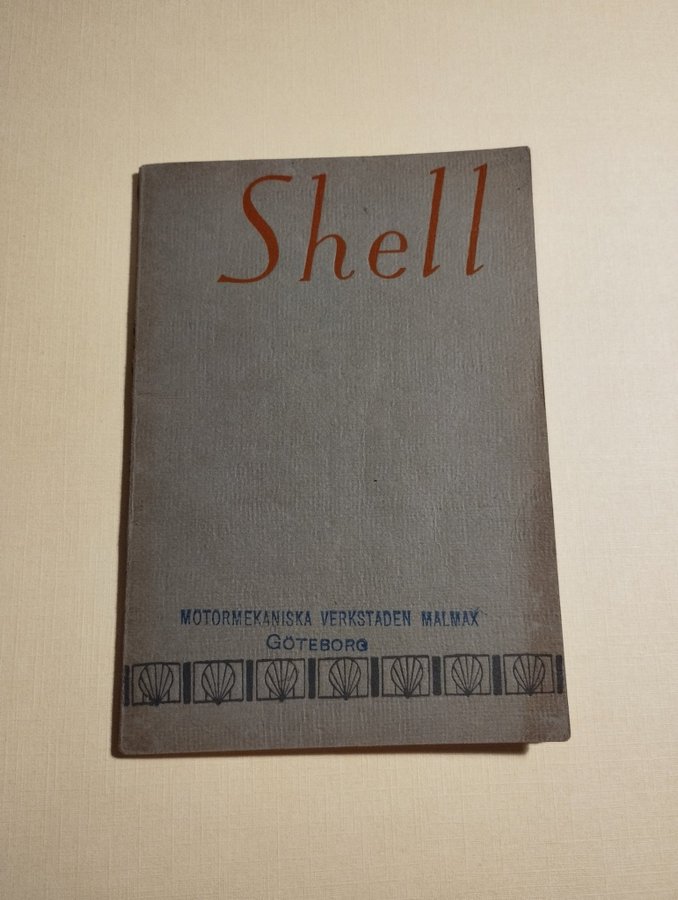 Shell
MOTORMEKANISKA VERKSTADEN MALMAX
GÖTEBORG